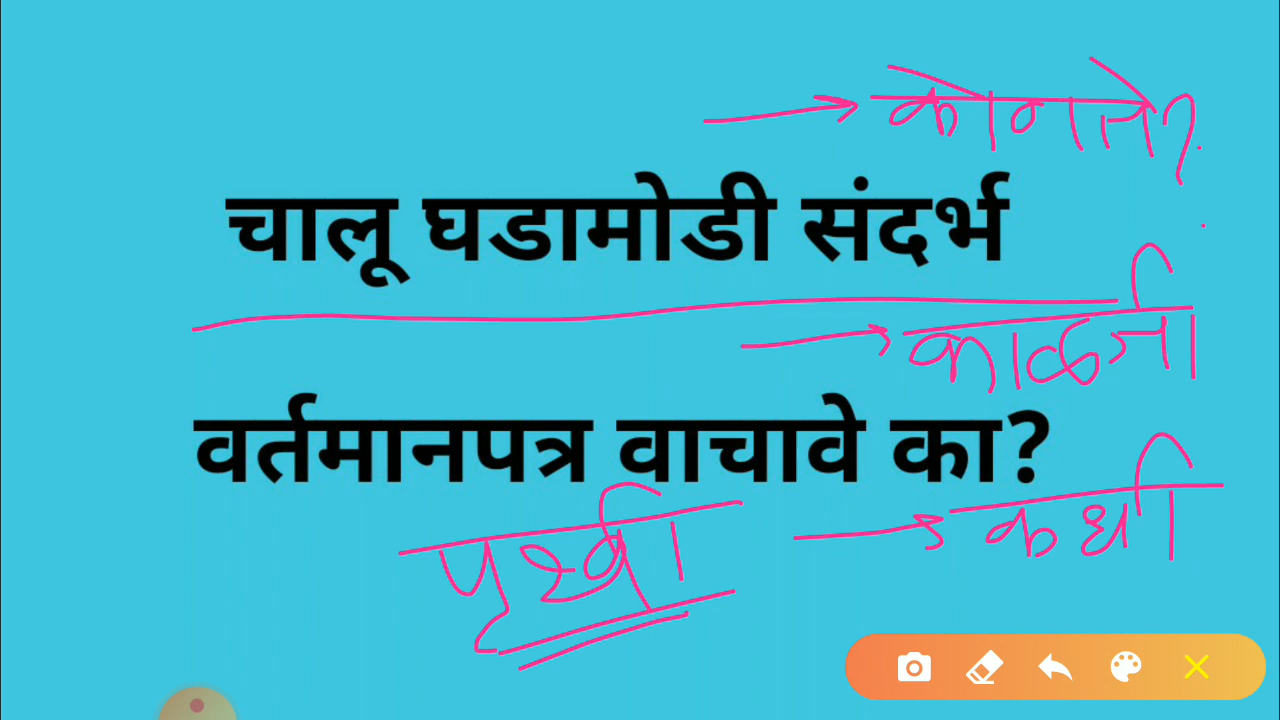 कोणते?
चालू घडामोडी संदर्भ
काळजी
वर्तमानपत्र वाचावे का?
कधी
पृथ्वी